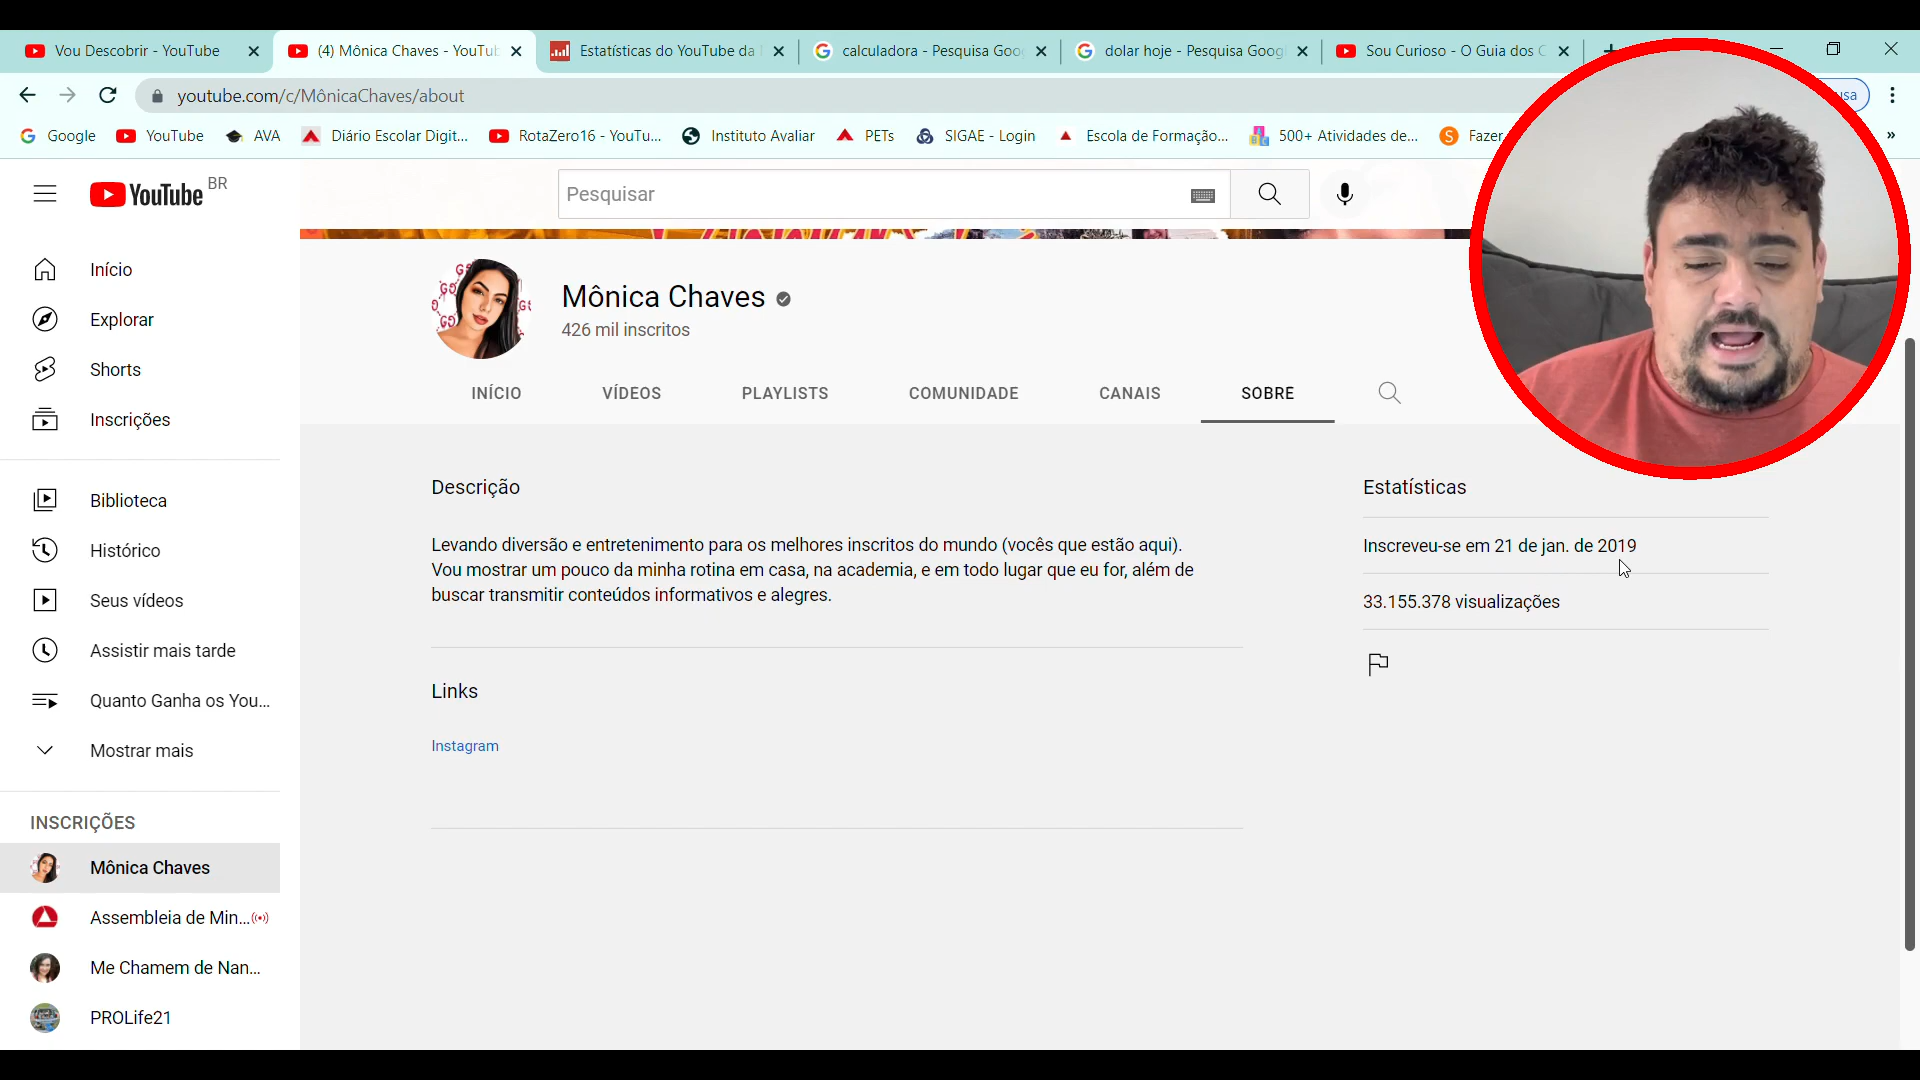 Vou Descobrir - YouTube
(4) Mônica Chaves - YouTub
Estatísticas do YouTube da
calculadora - Pesquisa Goo
dolar hoje - Pesquisa Goog
Sou Curioso - O Guia dos C
youtube.com/c/MônicaChaves/about
usa
Google
YouTube
AVA
Diário Escolar Digit...
RotaZero16 - YouTu...
Instituto Avaliar
PETs
SIGAE - Login
Escola de Formação...
500+ Atividades de...
Fazer
YouTube BR
Pesquisar
Início
Explorar
Shorts
Inscrições
Biblioteca
Histórico
Seus vídeos
Assistir mais tarde
Quanto Ganha os You...
Mostrar mais
INSCRIÇÕES
Mônica Chaves
Assembleia de Min...
Me Chamem de Nan...
PROLife21
Mônica Chaves
426 mil inscritos
INÍCIO
VÍDEOS
PLAYLISTS
COMUNIDADE
CANAIS
SOBRE
Descrição
Levando diversão e entretenimento para os melhores inscritos do mundo (vocês que estão aqui).
Vou mostrar um pouco da minha rotina em casa, na academia, e em todo lugar que eu for, além de
buscar transmitir conteúdos informativos e alegres.
Links
Instagram
Estatísticas
Inscreveu-se em 21 de jan. de 2019
33.155.378 visualizações